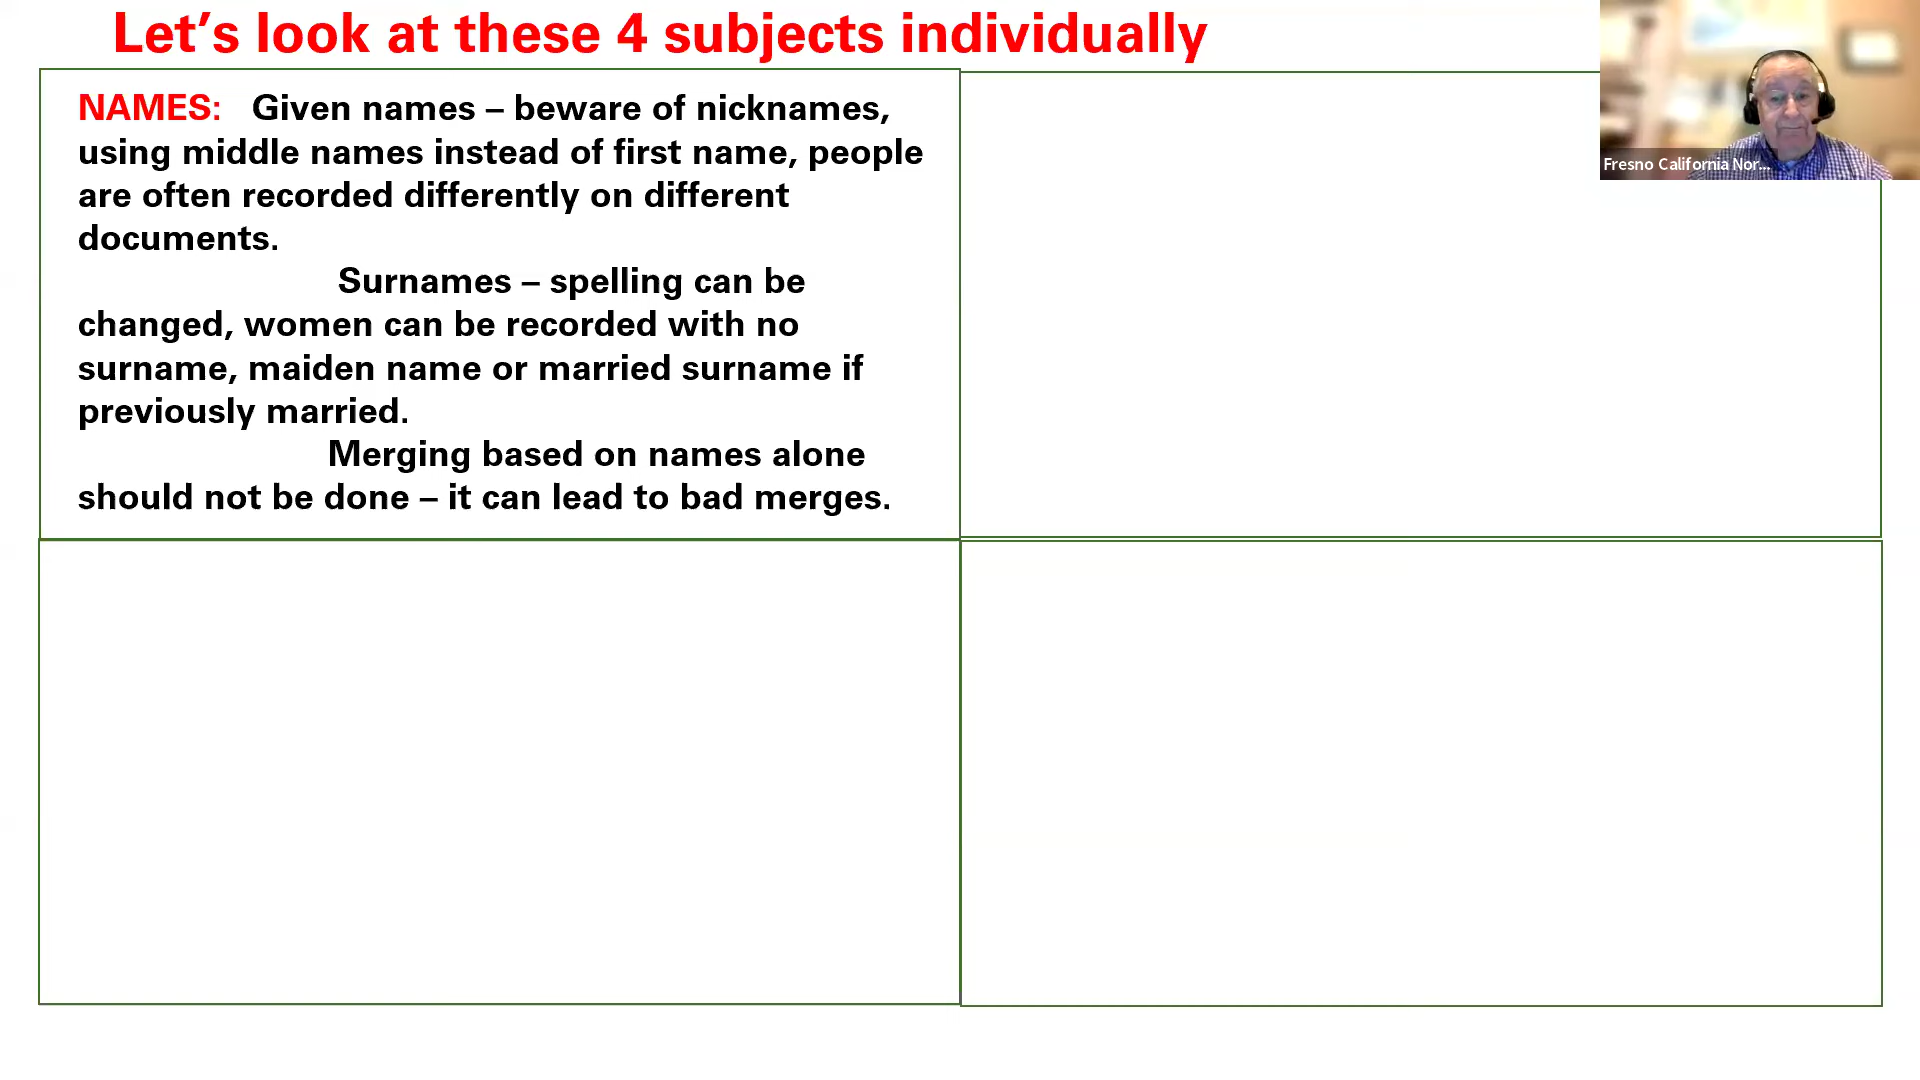 Let’s look at these 4 subjects individually
NAMES: Given names – beware of nicknames,
using middle names instead of first name, people
are often recorded differently on different
documents.
Surnames – spelling can be
changed, women can be recorded with no
surname, maiden name or married surname if
previously married.
Merging based on names alone
should not be done – it can lead to bad merges.
Fresno California Nor...